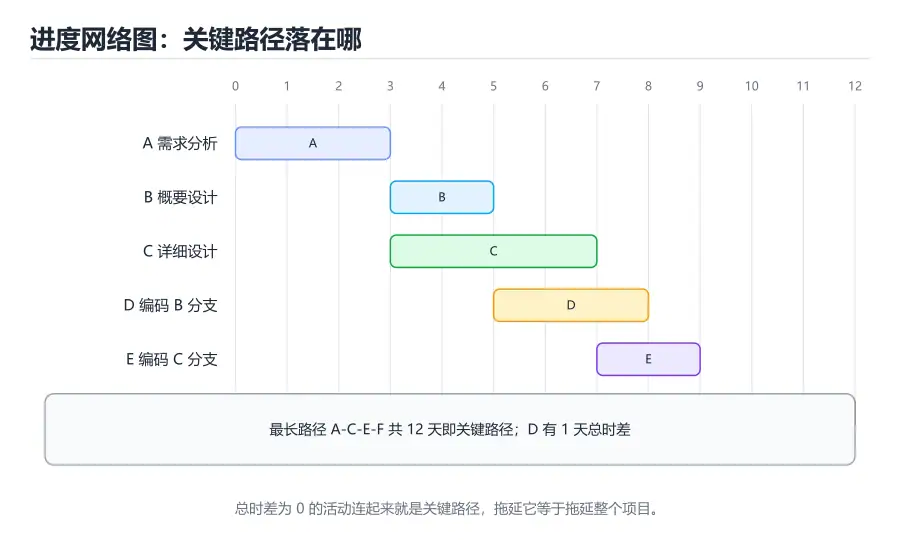 进度网络图：关键路径落在哪
0 1 2 3 4 5 6 7 8 9 10 11 12
A 需求分析 A
B 概要设计 B
C 详细设计 C
D 编码 B 分支 D
E 编码 C 分支 E
最长路径 A-C-E-F 共 12 天即关键路径；D 有 1 天总时差
总时差为 0 的活动连起来就是关键路径，拖延它等于拖延整个项目。